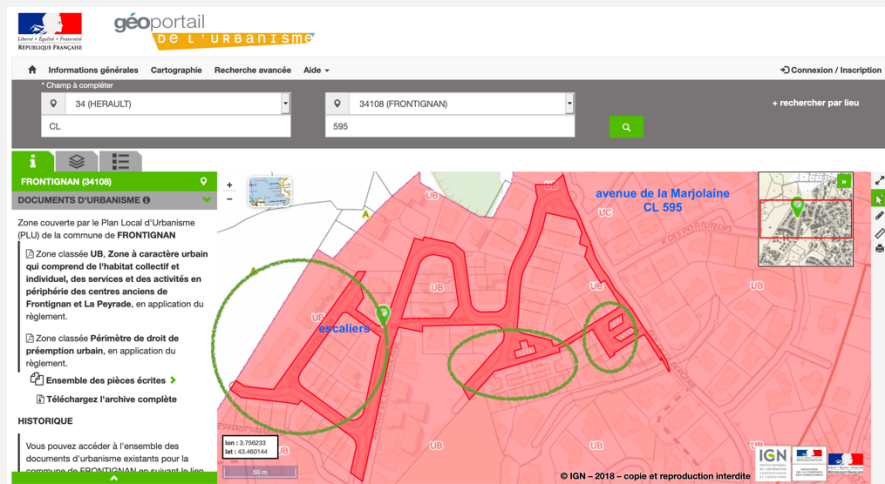 Liberté • Égalité • Fraternité
RÉPUBLIQUE FRANÇAISE
géoportail
DE L'URBANISME
Informations générales Cartographie Recherche avancée Aide
Connexion / Inscription
* Champ à compléter
34 (HERAULT)
34108 (FRONTIGNAN)
+ rechercher par lieu
CL
595
FRONTIGNAN (34108)
DOCUMENTS D'URBANISME
Zone couverte par le Plan Local d'Urbanisme
(PLU) de la commune de FRONTIGNAN
Zone classée UB, Zone à caractère urbain
qui comprend de l'habitat collectif et
individuel, des services et des activités en
périphérie des centres anciens de
Frontignan et La Peyrade, en application du
règlement.
Zone classée Périmètre de droit de
préemption urbain, en application du
règlement.
Ensemble des pièces écrites
Téléchargez l'archive complète
HISTORIQUE
Vous pouvez accéder à l'ensemble des
documents d'urbanisme existants pour la
commune de FRONTIGNAN en suivant le lien
+
−
A
UB
UC
avenue de la Marjolaine
CL 595
»
DES INSTITUTEURS
A
UB
UB
UB
UB
UB
escaliers
UB
UB
UB
lon : 3.756233
lat : 43.460144
50 m
IGN
© IGN – 2018 – copie et reproduction interdite